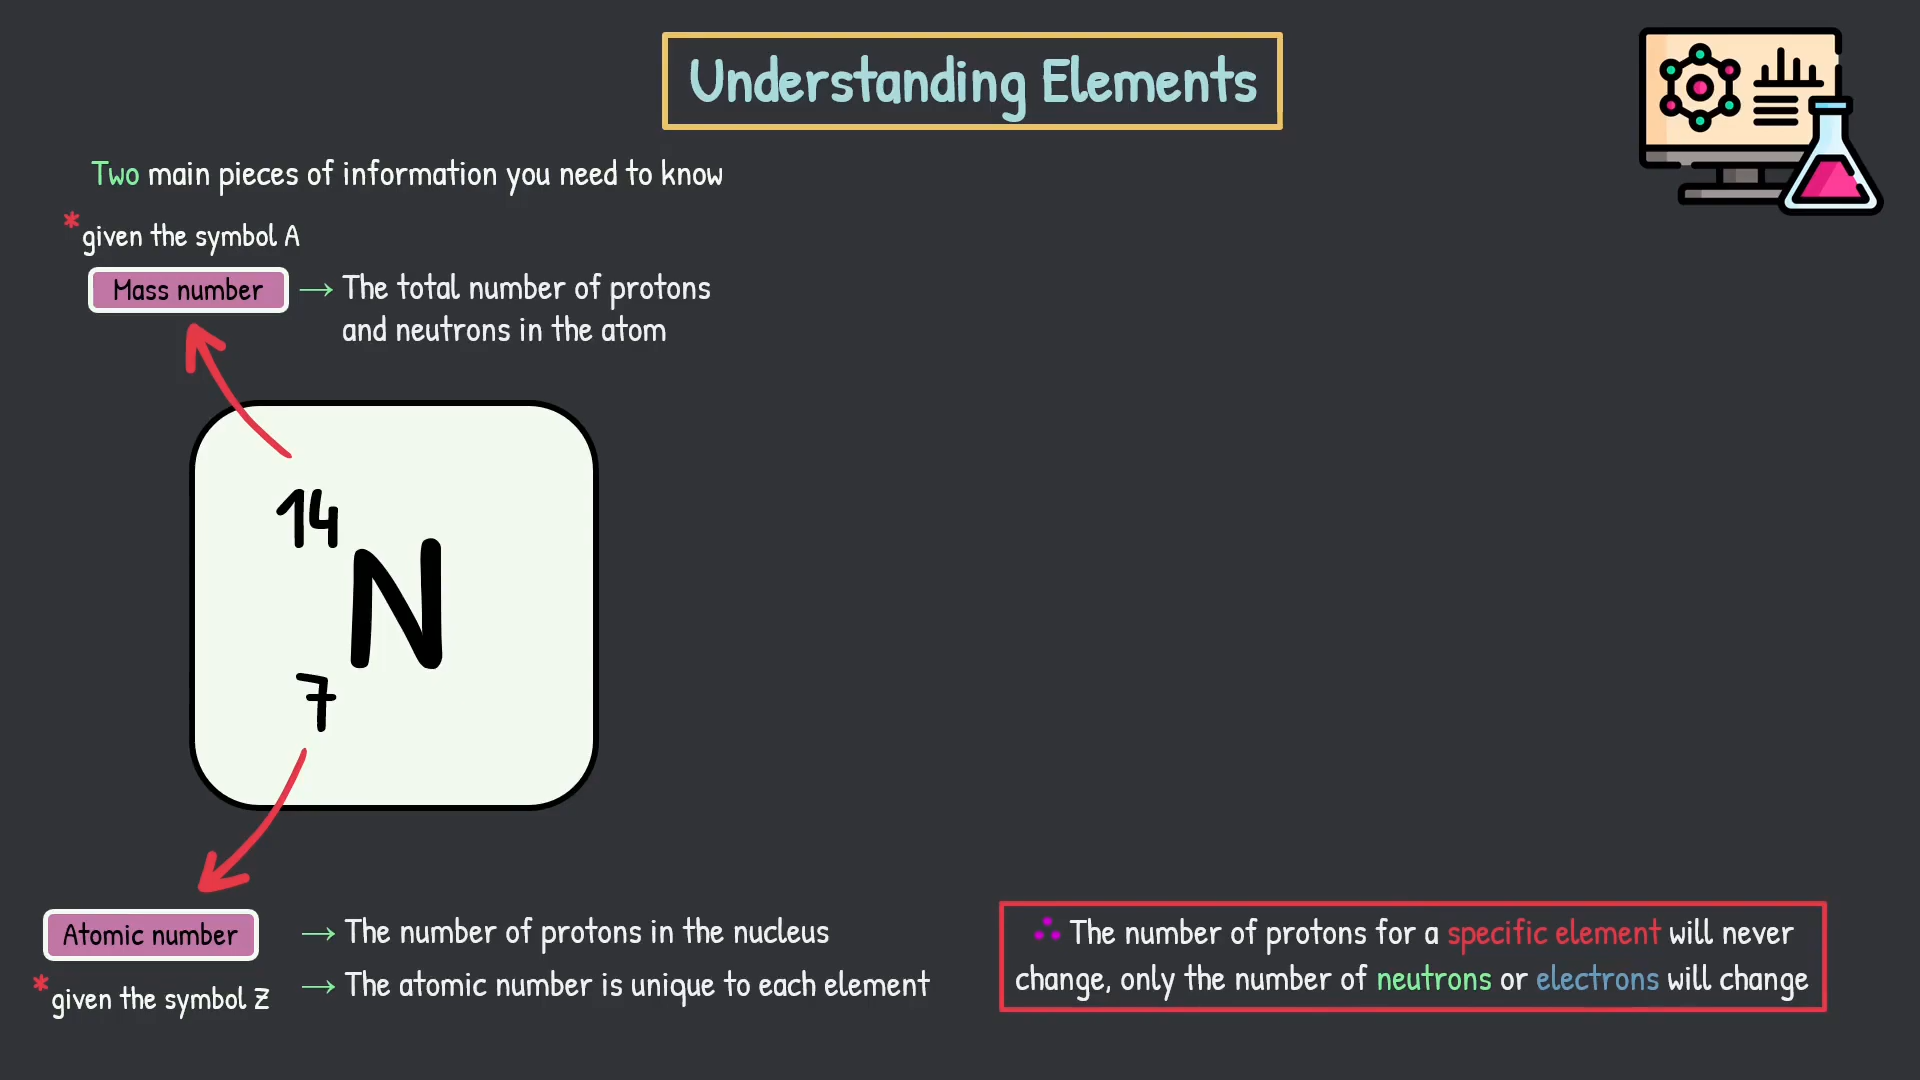 Understanding Elements
Two main pieces of information you need to know
* given the symbol A
Mass number → The total number of protons
and neutrons in the atom
14
N
7
Atomic number → The number of protons in the nucleus
* given the symbol Z → The atomic number is unique to each element
∴ The number of protons for a specific element will never
change, only the number of neutrons or electrons will change